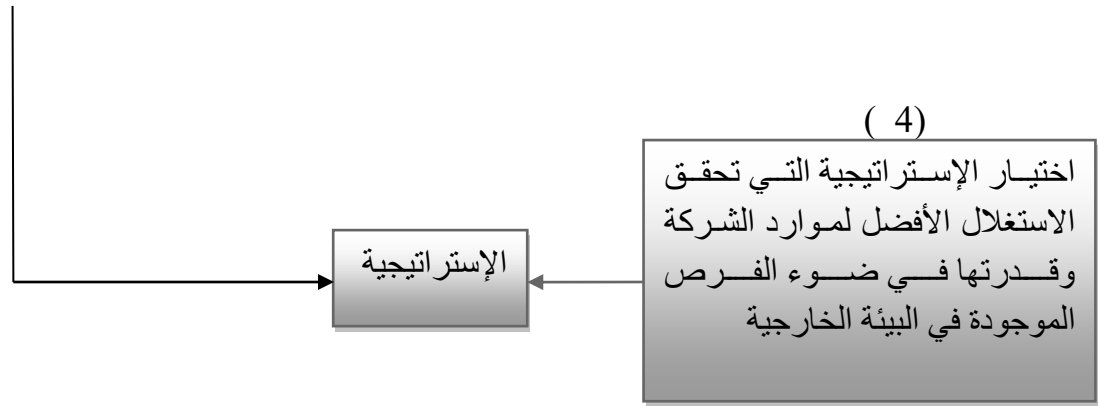 ( 4)
اختيار الإستراتيجية التي تحقق
الاستغلال الأفضل لموارد الشركة
وقدرتها في ضوء الفرص
الموجودة في البيئة الخارجية
الإستراتيجية